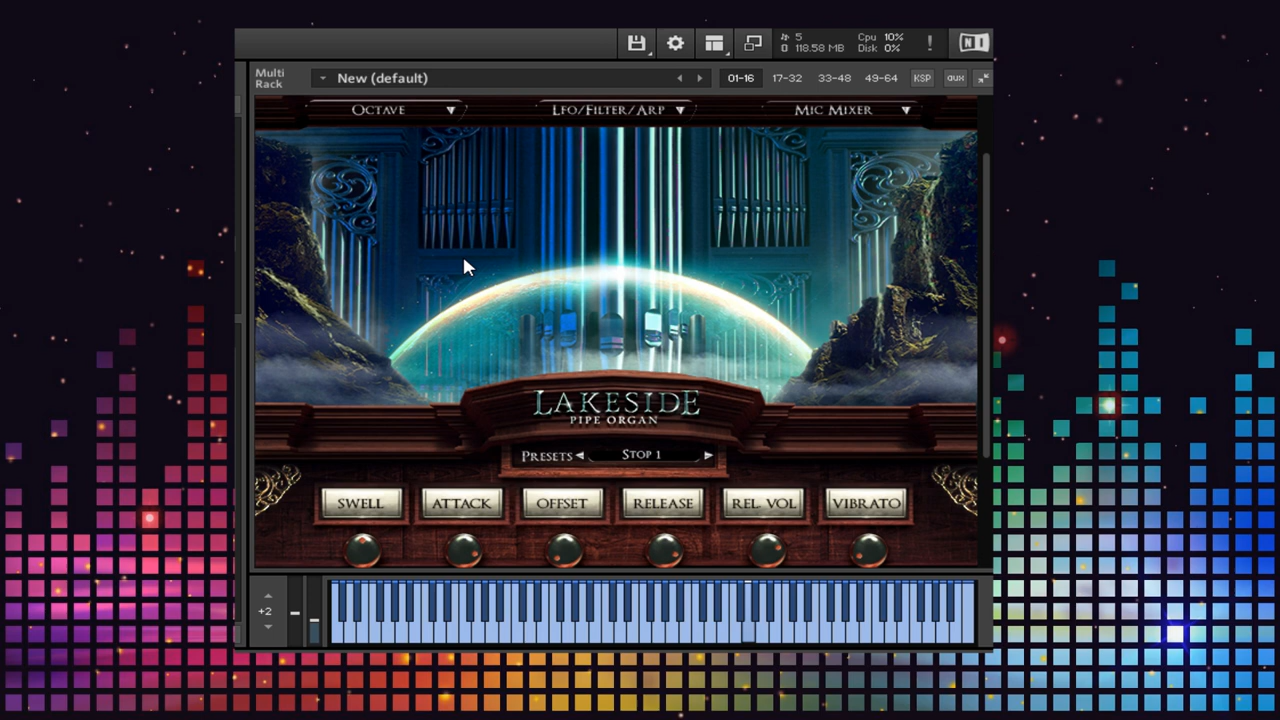 5
118.58 MB
Cpu 10%
Disk 0%
!
NI
Multi
Rack
New (default)
01-16 17-32 33-48 49-64 KSP aux
OCTAVE LFO/FILTER/ARP MIC MIXER
LAKESIDE
PIPE ORGAN
PRESETS STOP 1
SWELL ATTACK OFFSET RELEASE REL VOL VIBRATO
+2